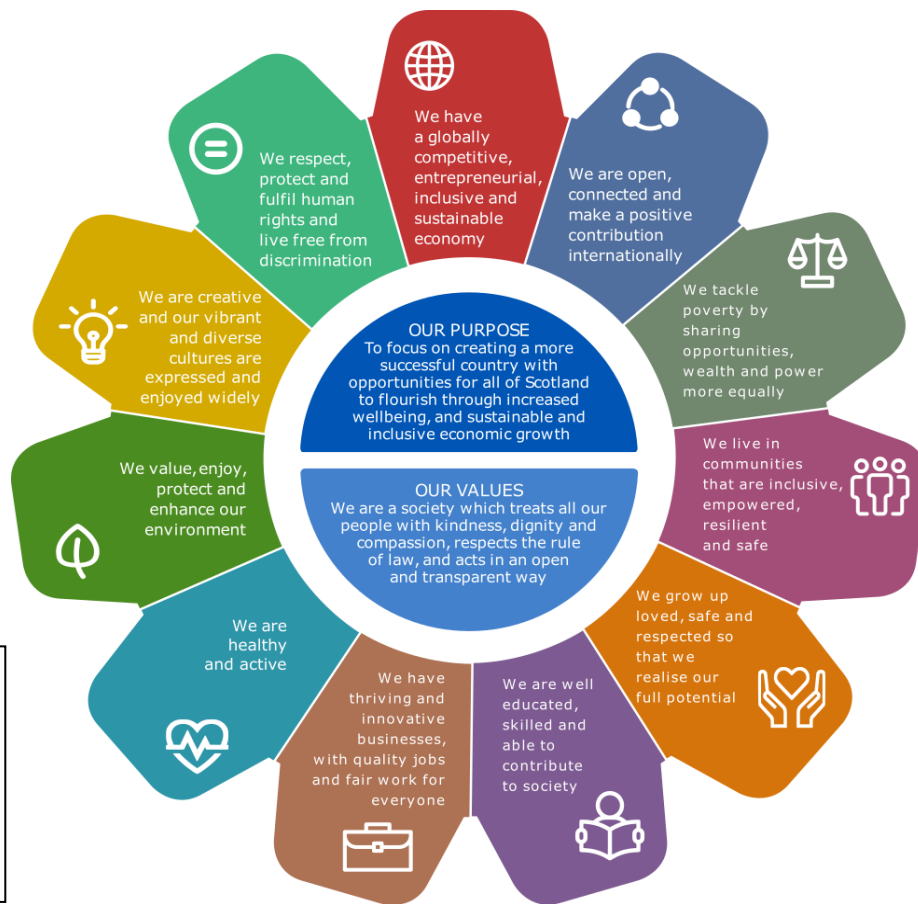 We have
a globally
competitive,
entrepreneurial,
inclusive and
sustainable
economy
We are open,
connected and
make a positive
contribution
internationally
We tackle
poverty by
sharing
opportunities,
wealth and power
more equally
We live in
communities
that are inclusive,
empowered,
resilient
and safe
We grow up
loved, safe and
respected so
that we
realise our
full potential
We are well
educated,
skilled and
able to
contribute
to society
We have
thriving and
innovative
businesses,
with quality jobs
and fair work for
everyone
We are
healthy
and active
We value, enjoy,
protect and
enhance our
environment
We are creative
and our vibrant
and diverse
cultures are
expressed and
enjoyed widely
We respect,
protect and
fulfil human
rights and
live free from
discrimination
OUR PURPOSE
To focus on creating a more
successful country with
opportunities for all of Scotland
to flourish through increased
wellbeing, and sustainable and
inclusive economic growth
OUR VALUES
We are a society which treats all our
people with kindness, dignity and
compassion, respects the rule
of law, and acts in an open
and transparent way